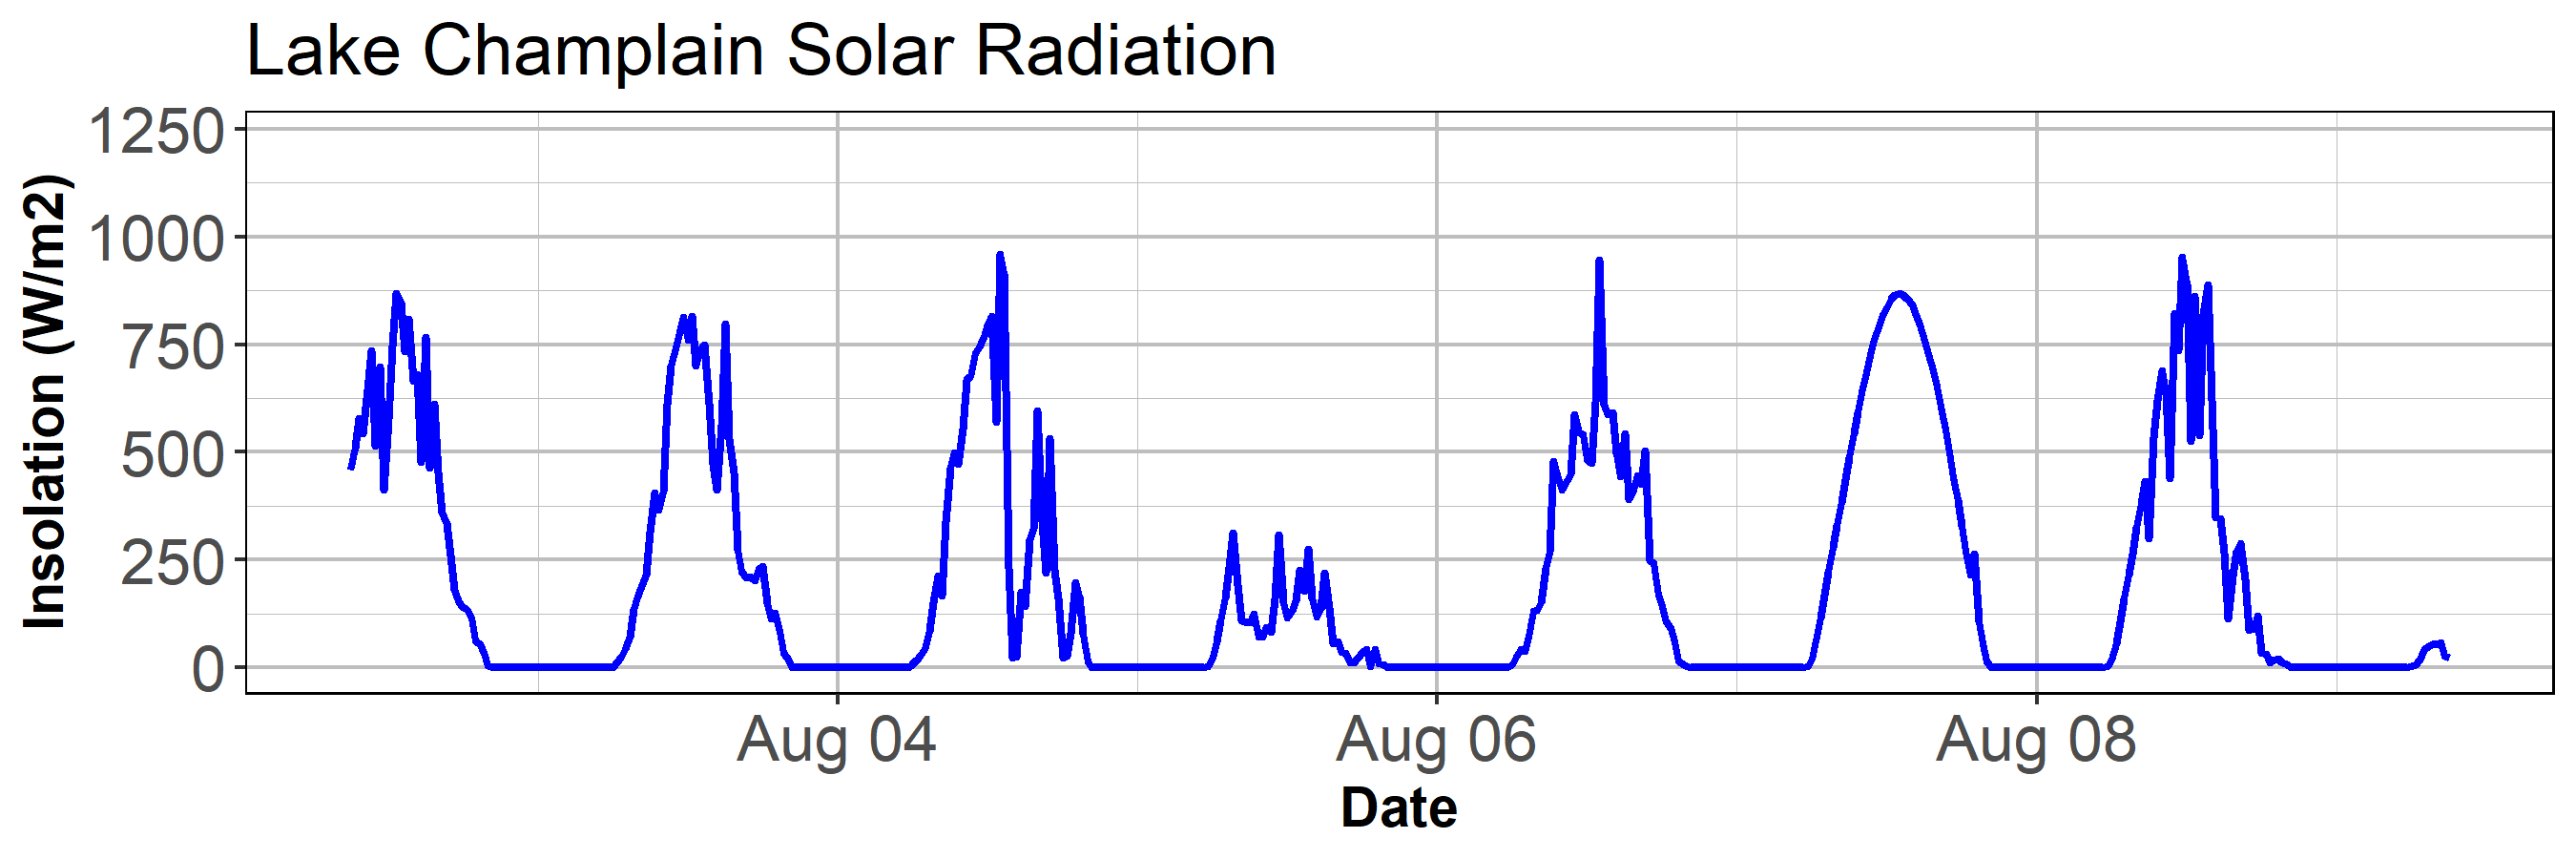 Lake Champlain Solar Radiation
Insolation (W/m2)
1250
1000
750
500
250
0
Aug 04 Aug 06 Aug 08
Date